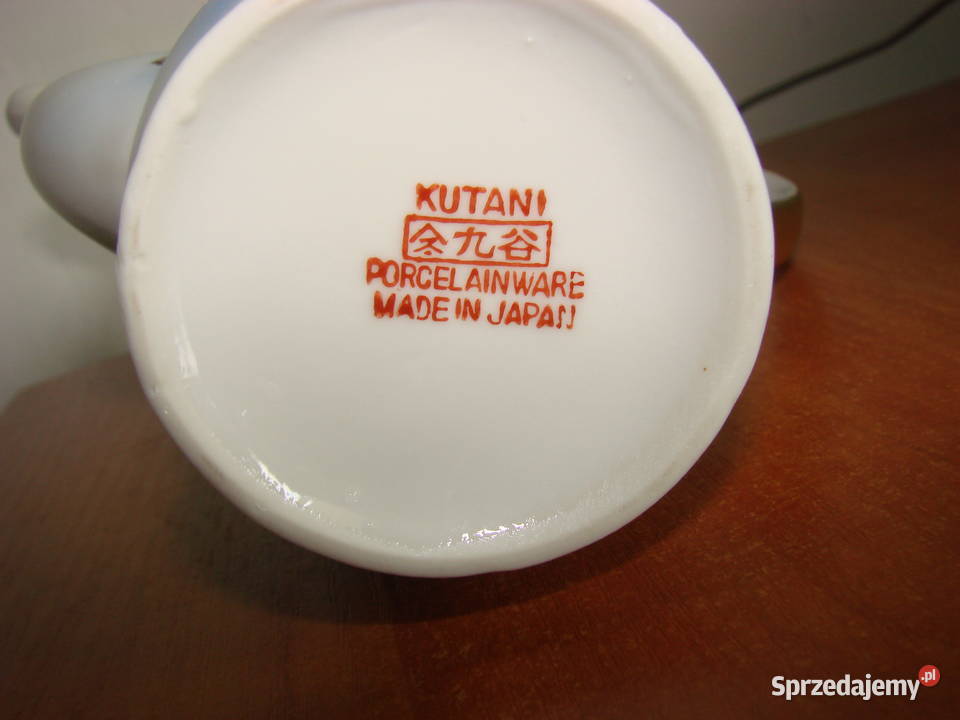 KUTANI
九谷
PORCELAINWARE
MADE IN JAPAN
Sprzedajemy.pl